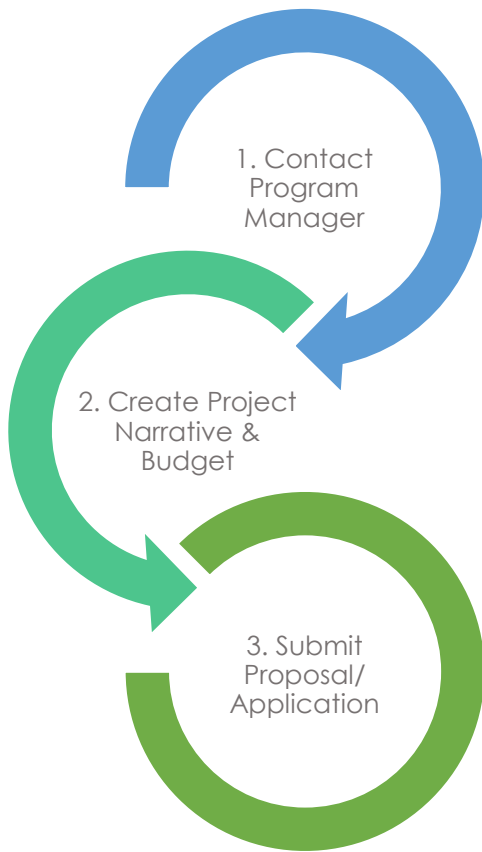 1. Contact
Program
Manager
2. Create Project
Narrative &
Budget
3. Submit
Proposal/
Application